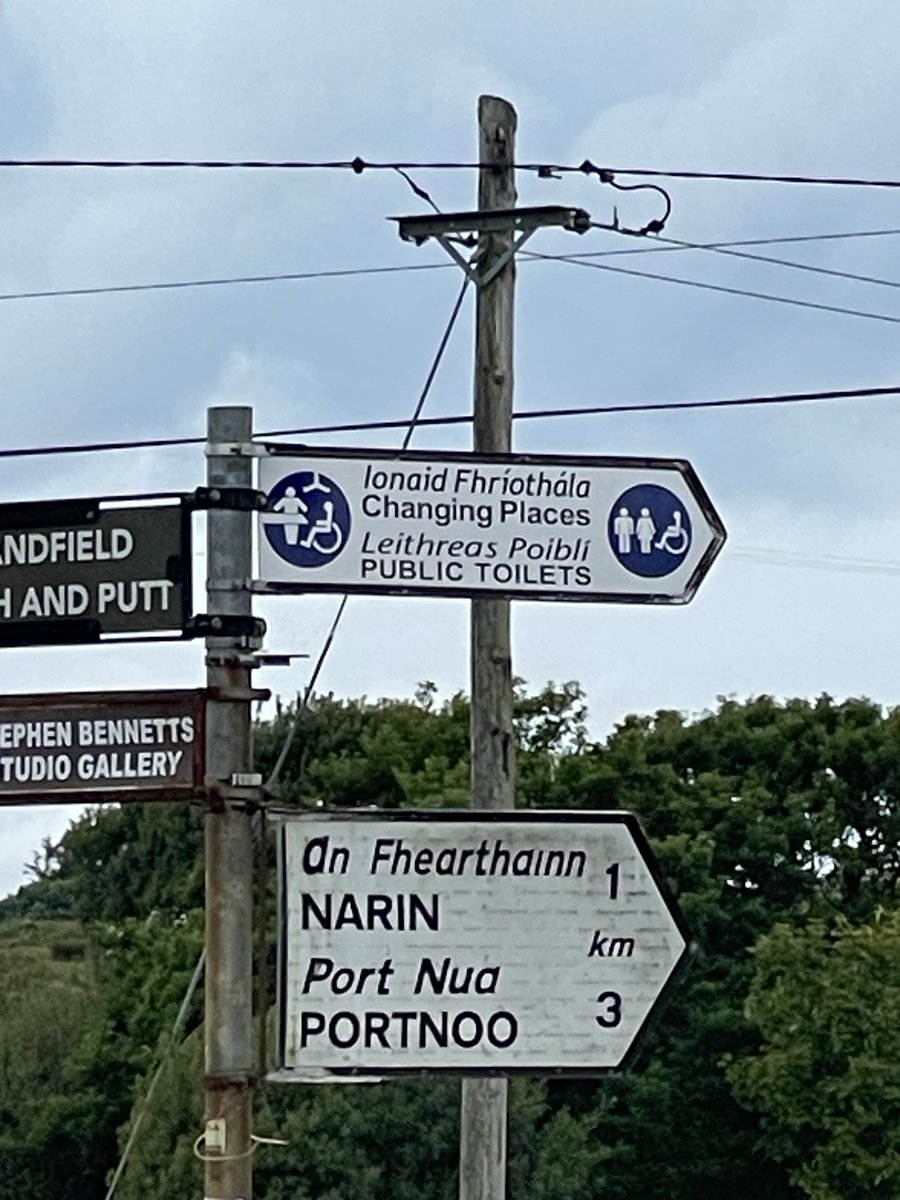 Ionaid Fhríothála
Changing Places
Leithreas Poiblí
PUBLIC TOILETS
ANDFIELD
H AND PUTT
EPHEN BENNETTS
TUDIO GALLERY
An Fhearthainn 1
NARIN
km
Port Nua
PORTNOO 3